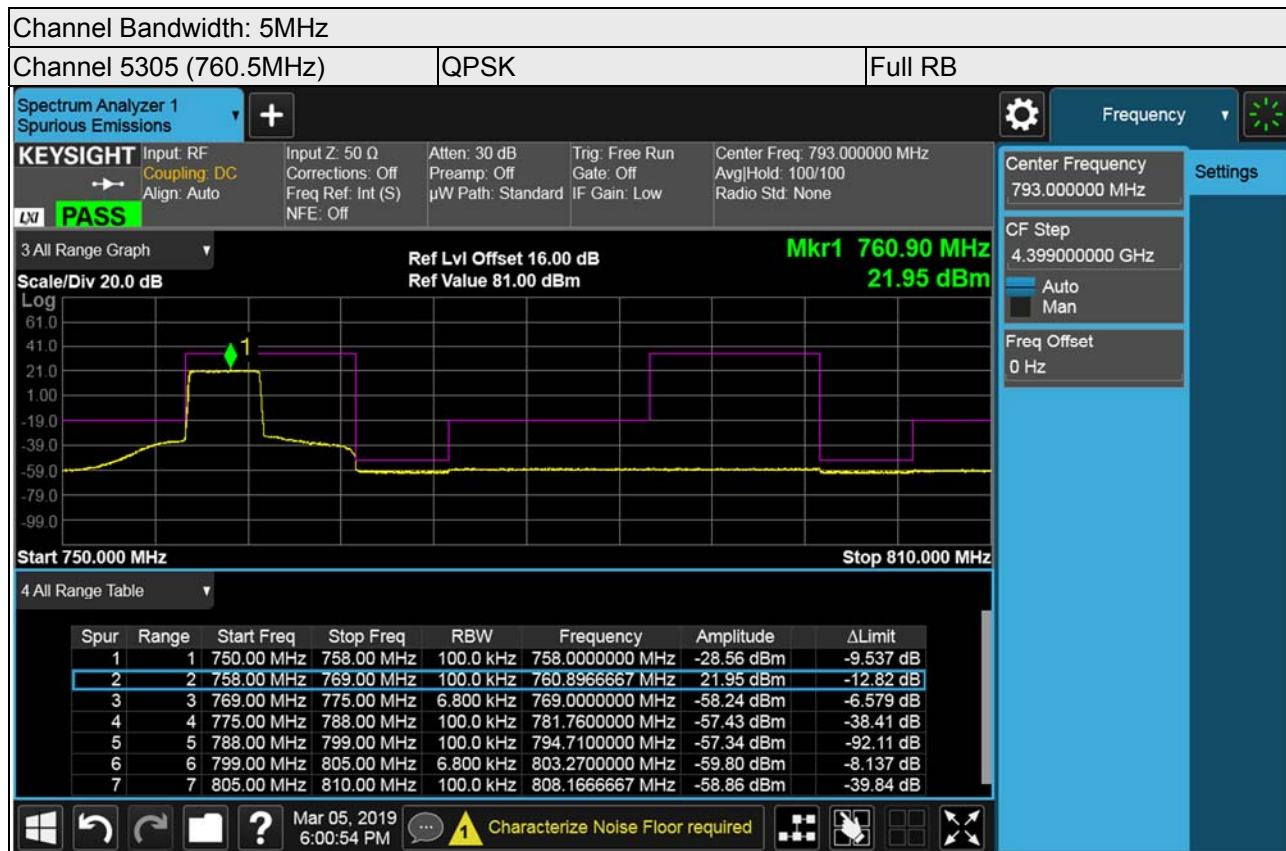 Channel Bandwidth: 5MHz
Channel 5305 (760.5MHz) QPSK Full RB
Spectrum Analyzer 1
Spurious Emissions
+
Frequency
KEYSIGHT
LXI PASS
Input: RF
Coupling: DC
Align: Auto
Input Z: 50 Ω
Corrections: Off
Freq Ref: Int (S)
NFE: Off
Atten: 30 dB
Preamp: Off
µW Path: Standard
Trig: Free Run
Gate: Off
IF Gain: Low
Center Freq: 793.000000 MHz
Avg|Hold: 100/100
Radio Std: None
Center Frequency
793.000000 MHz
Settings
CF Step
4.399000000 GHz
Auto
Man
Freq Offset
0 Hz
3 All Range Graph
Scale/Div 20.0 dB
Ref Lvl Offset 16.00 dB
Ref Value 81.00 dBm
Mkr1 760.90 MHz
21.95 dBm
Log
61.0
41.0
21.0
1.00
-19.0
-39.0
-59.0
-79.0
-99.0
1
Start 750.000 MHz
Stop 810.000 MHz
4 All Range Table
Spur Range Start Freq Stop Freq RBW Frequency Amplitude ΔLimit
1 1 750.00 MHz 758.00 MHz 100.0 kHz 758.0000000 MHz -28.56 dBm -9.537 dB
2 2 758.00 MHz 769.00 MHz 100.0 kHz 760.8966667 MHz 21.95 dBm -12.82 dB
3 3 769.00 MHz 775.00 MHz 6.800 kHz 769.0000000 MHz -58.24 dBm -6.579 dB
4 4 775.00 MHz 788.00 MHz 100.0 kHz 781.7600000 MHz -57.43 dBm -38.41 dB
5 5 788.00 MHz 799.00 MHz 100.0 kHz 794.7100000 MHz -57.34 dBm -92.11 dB
6 6 799.00 MHz 805.00 MHz 6.800 kHz 803.2700000 MHz -59.80 dBm -8.137 dB
7 7 805.00 MHz 810.00 MHz 100.0 kHz 808.1666667 MHz -58.86 dBm -39.84 dB
?
Mar 05, 2019
6:00:54 PM
1
Characterize Noise Floor required